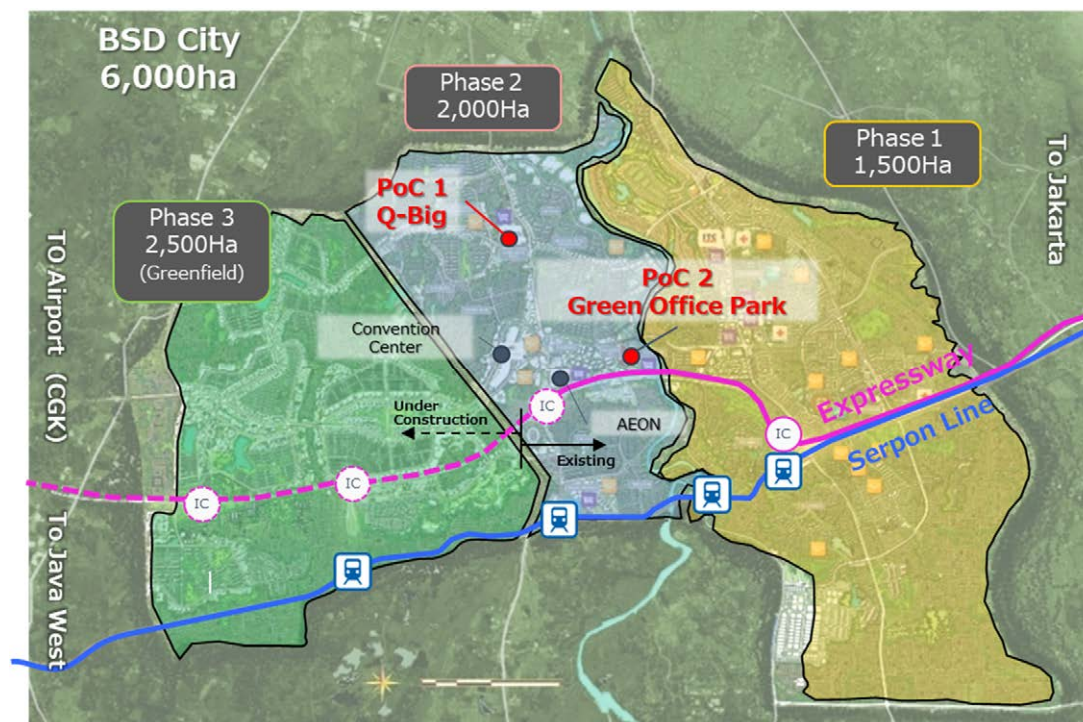 BSD City
6,000ha
Phase 2
2,000Ha
Phase 1
1,500Ha
To Jakarta
PoC 1
Q-Big
Phase 3
2,500Ha
(Greenfield)
TO Airport (CGK)
PoC 2
Green Office Park
Convention
Center
Expressway
Serpon Line
Under
Construction
IC
AEON
IC
Existing
IC
IC
To Java West